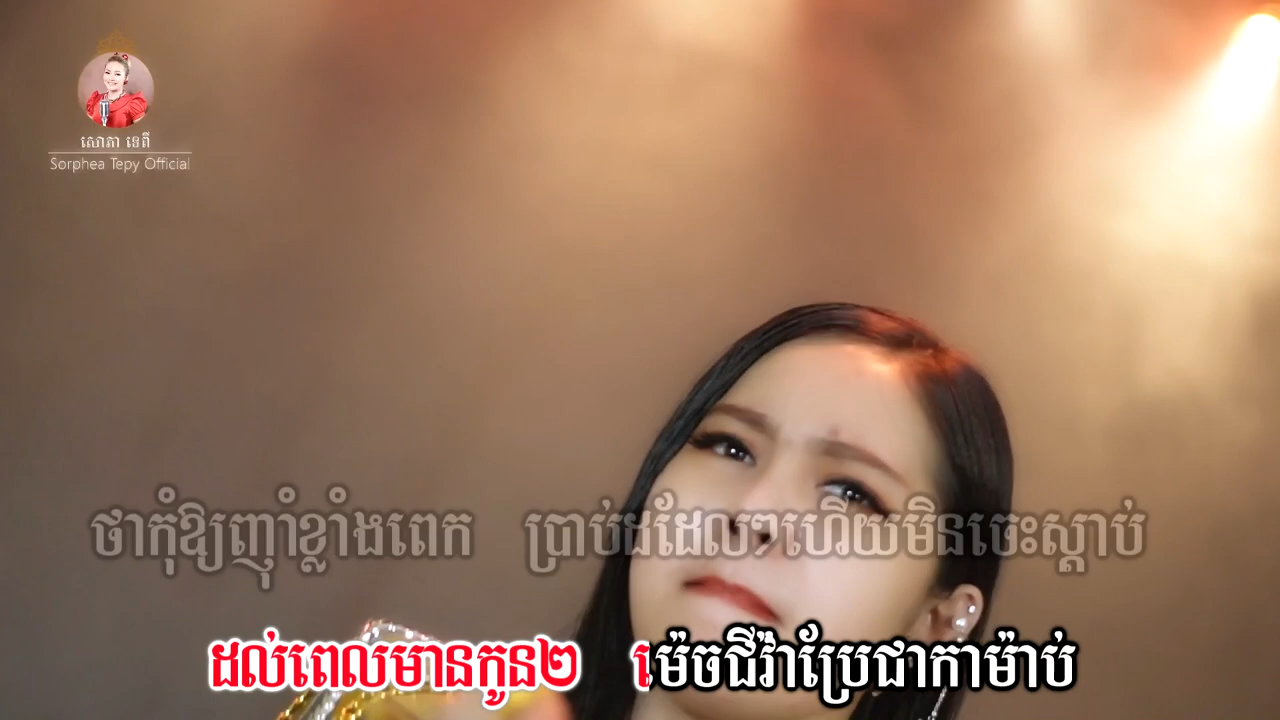 សោភា ទេពី
Sorphea Tepy Official
ថាកុំឱ្យញ៉ាំខ្លាំងពេក ប្រាប់ដដែលៗហើយមិនចេះស្ដាប់
ដល់ពេលមានកូន២ ម៉េចជីវ៉ាប្រែជាកាម៉ាប់